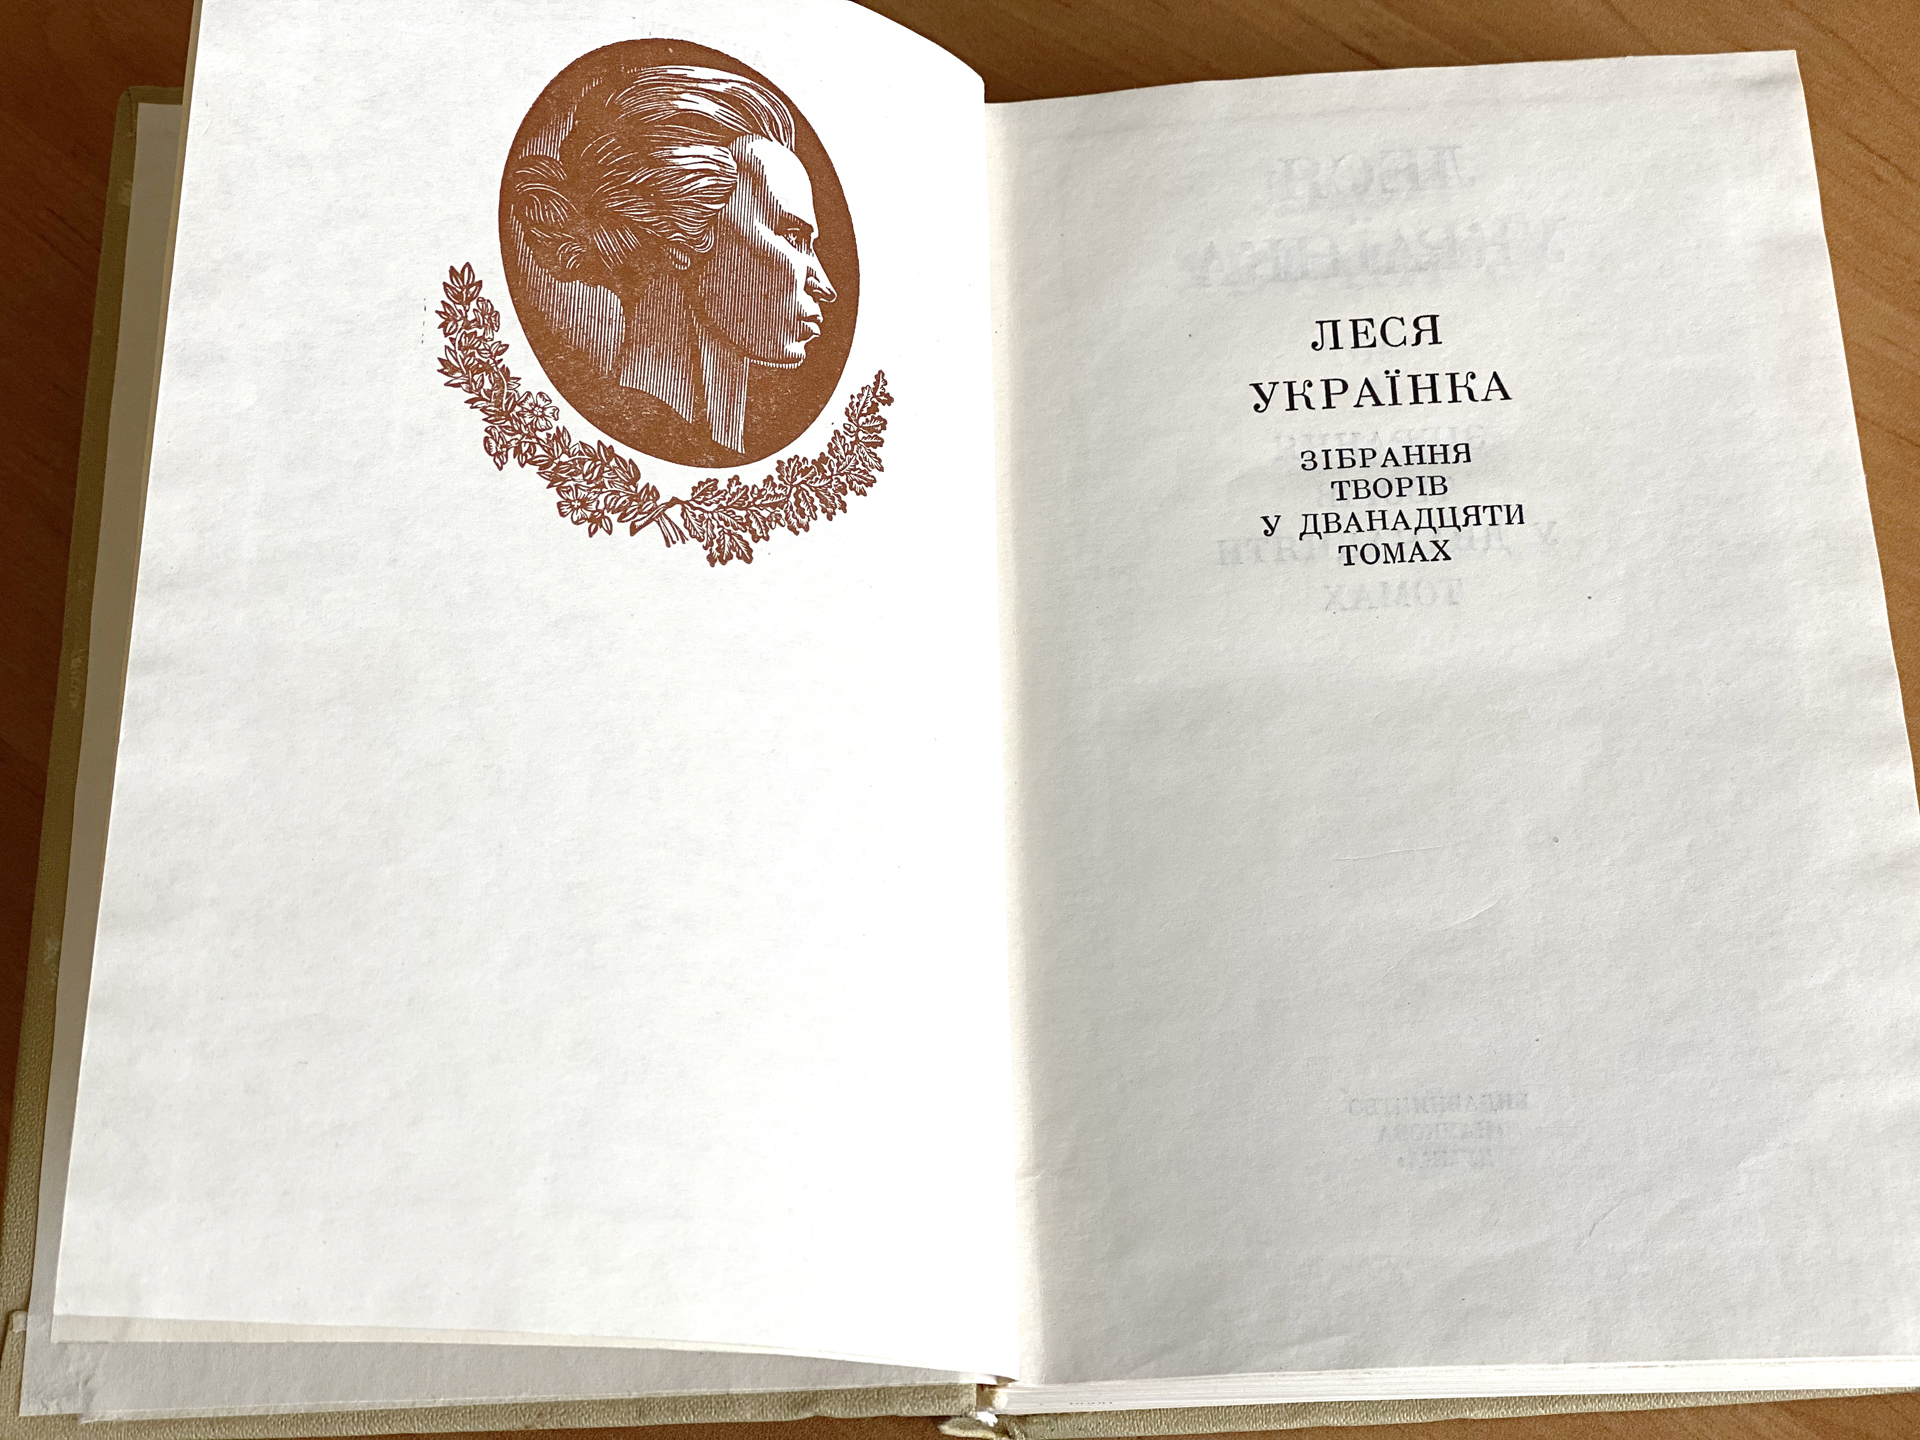 ЛЕСЯ
УКРАЇНКА
ЗІБРАННЯ
ТВОРІВ
У ДВАНАДЦЯТИ
ТОМАХ